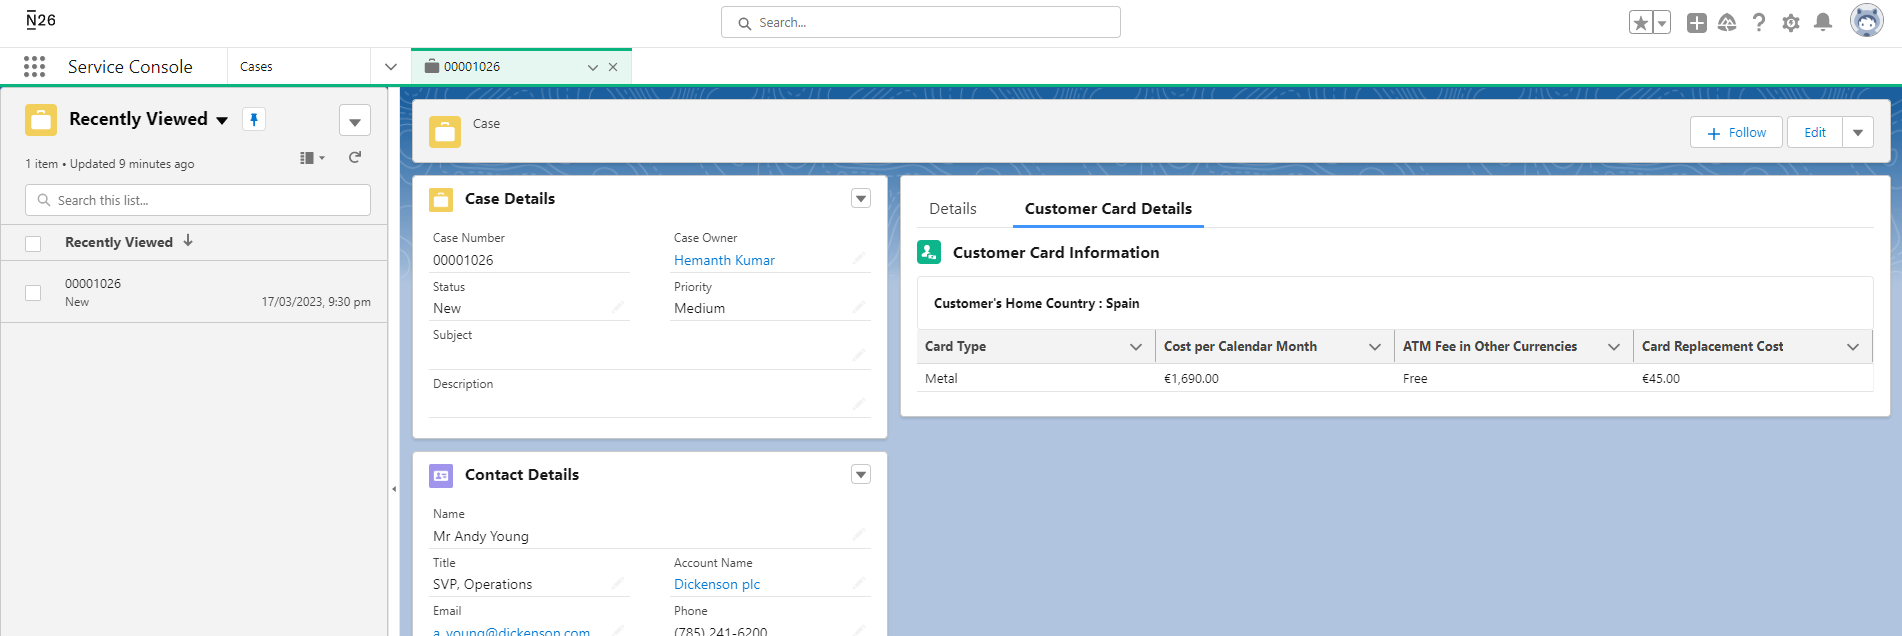 N26
Search...
Service Console
Cases
00001026
Recently Viewed
1 item • Updated 9 minutes ago
Search this list...
Recently Viewed
00001026
New
17/03/2023, 9:30 pm
Case
Follow
Edit
Case Details
Case Number
Case Owner
00001026
Hemanth Kumar
Status
Priority
New
Medium
Subject
Description
Contact Details
Name
Mr Andy Young
Title
Account Name
SVP, Operations
Dickenson plc
Email
Phone
a_young@dickenson.com
(785) 241-6200
Details
Customer Card Details
Customer Card Information
Customer's Home Country : Spain
Card Type
Cost per Calendar Month
ATM Fee in Other Currencies
Card Replacement Cost
Metal
€1,690.00
Free
€45.00